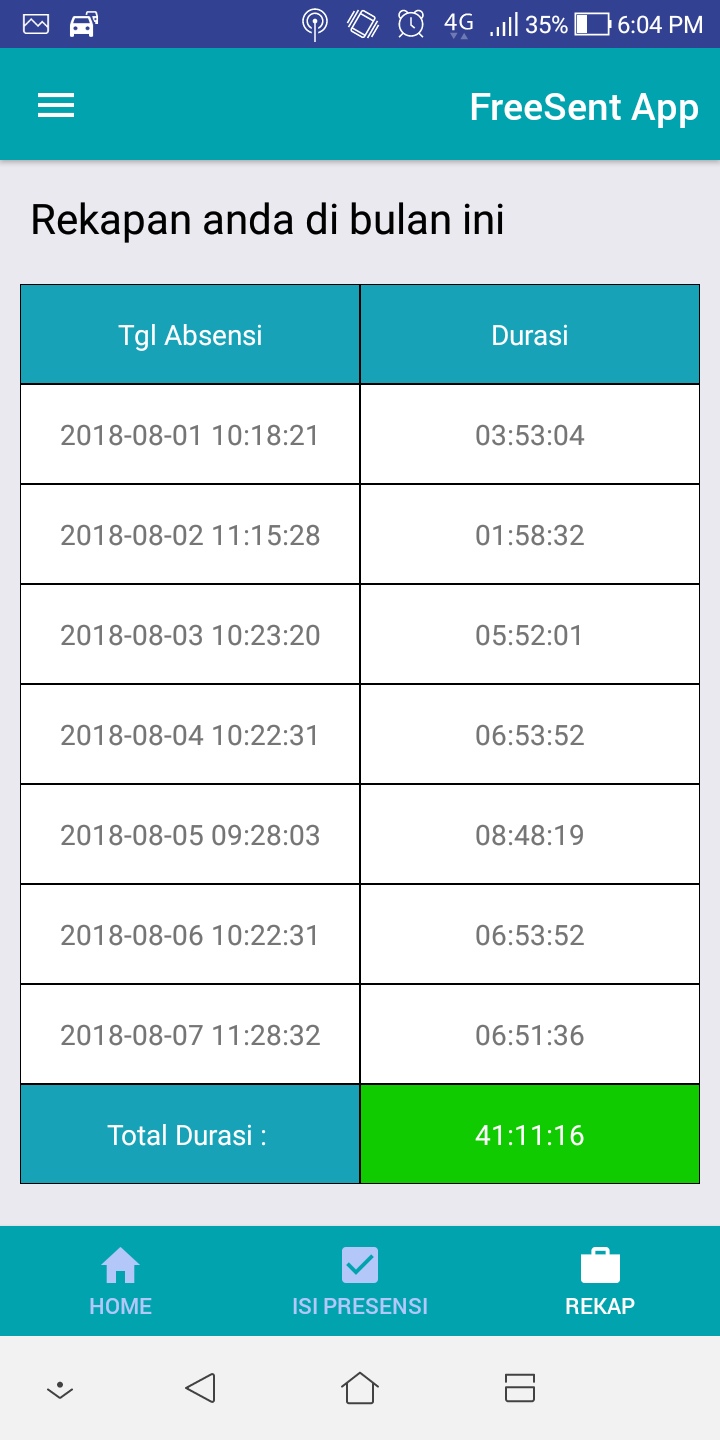 4G 35% 6:04 PM
FreeSent App
Rekapan anda di bulan ini
Tgl Absensi Durasi
2018-08-01 10:18:21 03:53:04
2018-08-02 11:15:28 01:58:32
2018-08-03 10:23:20 05:52:01
2018-08-04 10:22:31 06:53:52
2018-08-05 09:28:03 08:48:19
2018-08-06 10:22:31 06:53:52
2018-08-07 11:28:32 06:51:36
Total Durasi : 41:11:16
HOME ISI PRESENSI REKAP